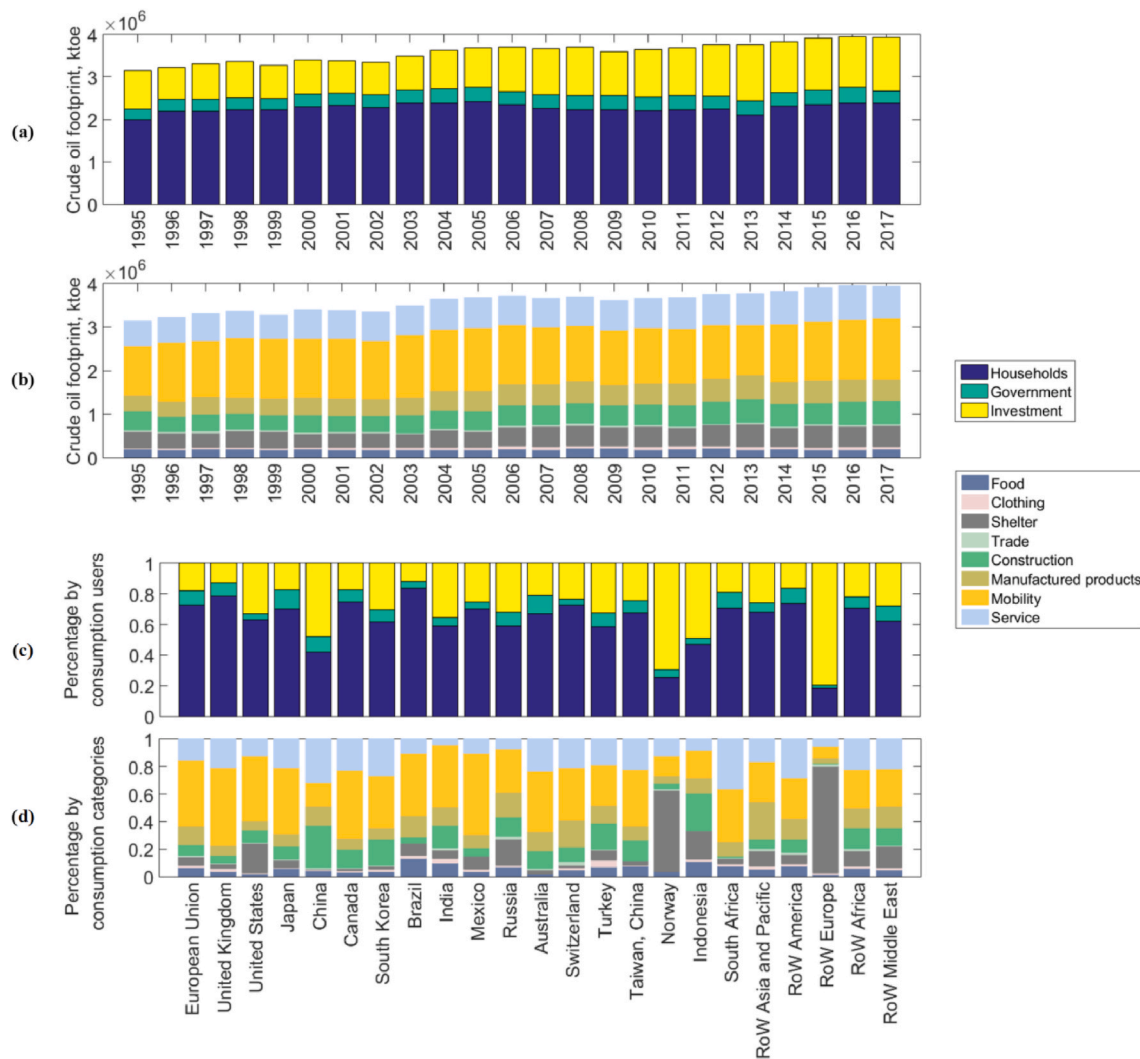 (a)
×10⁶
Crude oil footprint, ktoe
4
3
2
1
0
1995
1996
1997
1998
1999
2000
2001
2002
2003
2004
2005
2006
2007
2008
2009
2010
2011
2012
2013
2014
2015
2016
2017
(b)
×10⁶
Crude oil footprint, ktoe
4
3
2
1
0
1995
1996
1997
1998
1999
2000
2001
2002
2003
2004
2005
2006
2007
2008
2009
2010
2011
2012
2013
2014
2015
2016
2017
Households
Government
Investment
Food
Clothing
Shelter
Trade
Construction
Manufactured products
Mobility
Service
(c)
Percentage by
consumption users
1
0.8
0.6
0.4
0.2
0
(d)
Percentage by
consumption categories
1
0.8
0.6
0.4
0.2
0
European Union
United Kingdom
United States
Japan
China
Canada
South Korea
Brazil
India
Mexico
Russia
Australia
Switzerland
Turkey
Taiwan, China
Norway
Indonesia
South Africa
RoW Asia and Pacific
RoW America
RoW Europe
RoW Africa
RoW Middle East